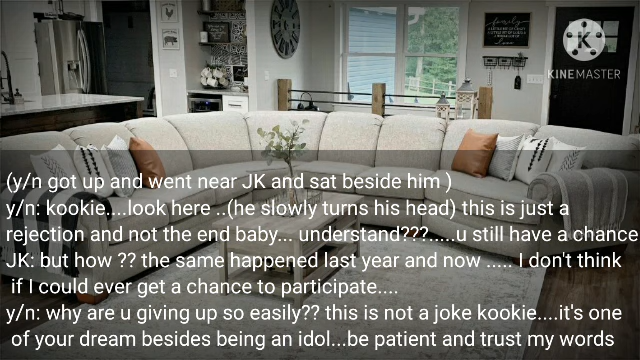 family
KINEMASTER
(y/n got up and went near JK and sat beside him )
y/n: kookie....look here ..(he slowly turns his head) this is just a
rejection and not the end baby... understand???.....u still have a chance
JK: but how ?? the same happened last year and now ..... I don't think
if I could ever get a chance to participate....
y/n: why are u giving up so easily?? this is not a joke kookie....it's one
of your dream besides being an idol...be patient and trust my words